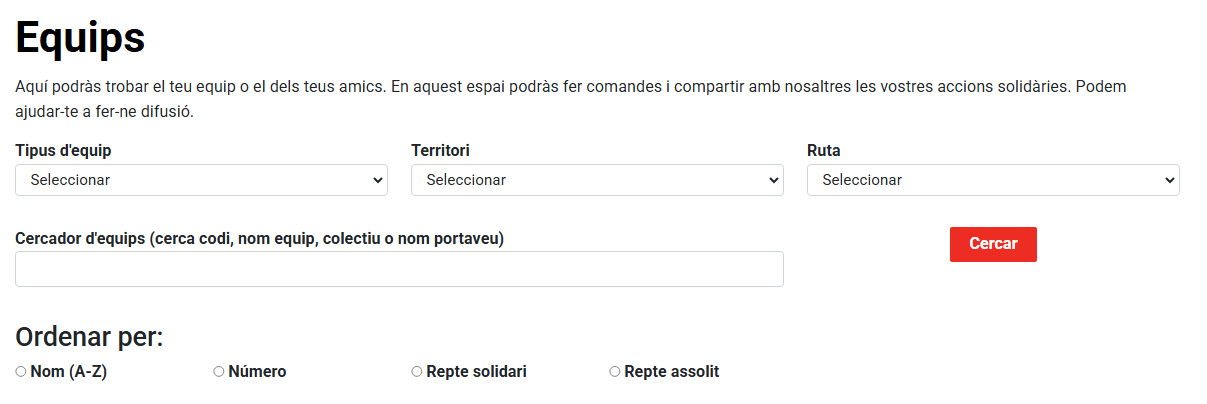 Equips
Aquí podràs trobar el teu equip o el dels teus amics. En aquest espai podràs fer comandes i compartir amb nosaltres les vostres accions solidàries. Podem
ajudar-te a fer-ne difusió.
Tipus d'equip Territori Ruta
Seleccionar Seleccionar Seleccionar
Cercador d'equips (cerca codi, nom equip, colectiu o nom portaveu) Cercar
Ordenar per:
Nom (A-Z) Número Repte solidari Repte assolit